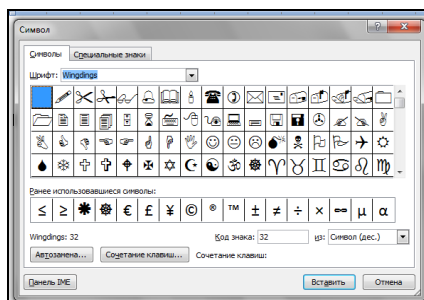 Символ
Символы Специальные знаки
Шрифт: Wingdings
Ранее использовавшиеся символы:
≤ ≥ ✱ ☸ € £ ¥ © ® ™ ± ≠ ÷ × ∞ µ α
Wingdings: 32 Код знака: 32 из: Символ (дес.)
Автозамена... Сочетание клавиш... Сочетание клавиш:
Панель IME Вставить Отмена